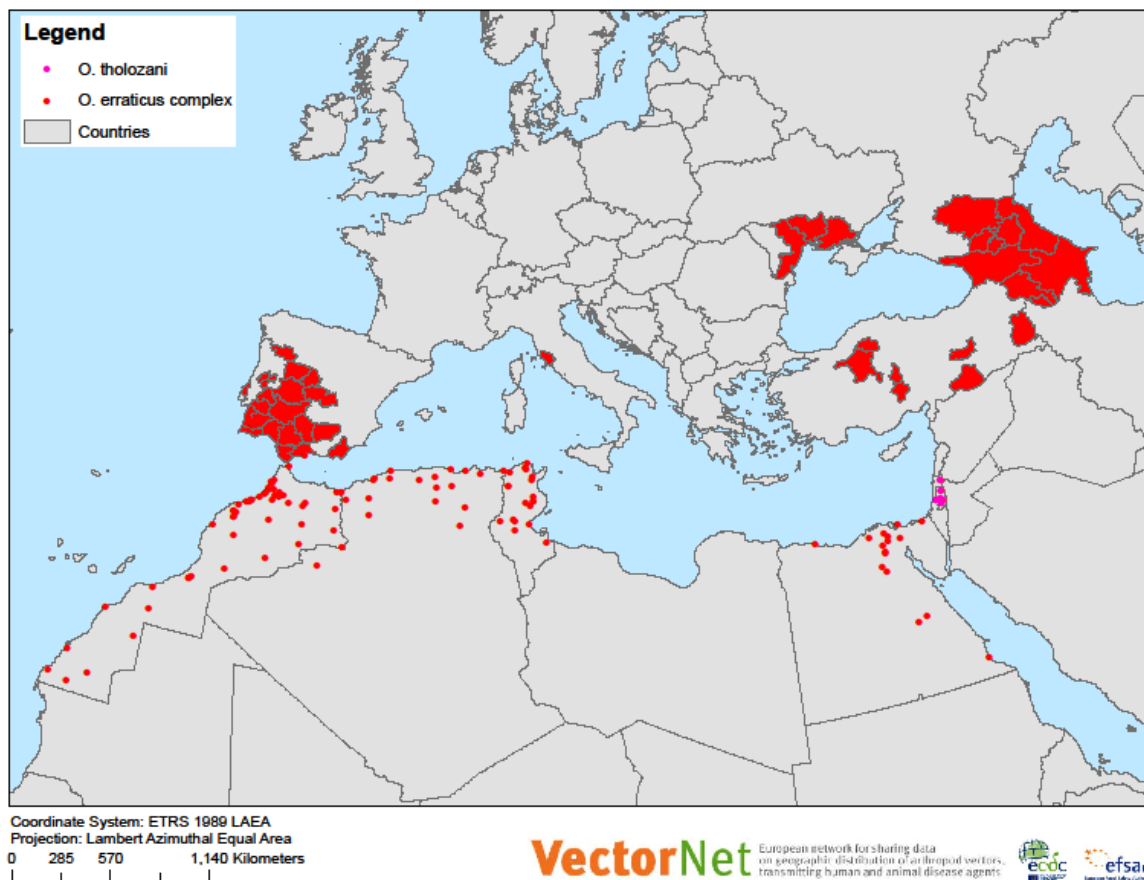 Legend
O. tholozani
O. erraticus complex
Countries
Coordinate System: ETRS 1989 LAEA
Projection: Lambert Azimuthal Equal Area
0 285 570 1,140 Kilometers
VectorNet
European network for sharing data
on geographic distribution of arthropod vectors,
transmitting human and animal disease agents
ecdc
efsa